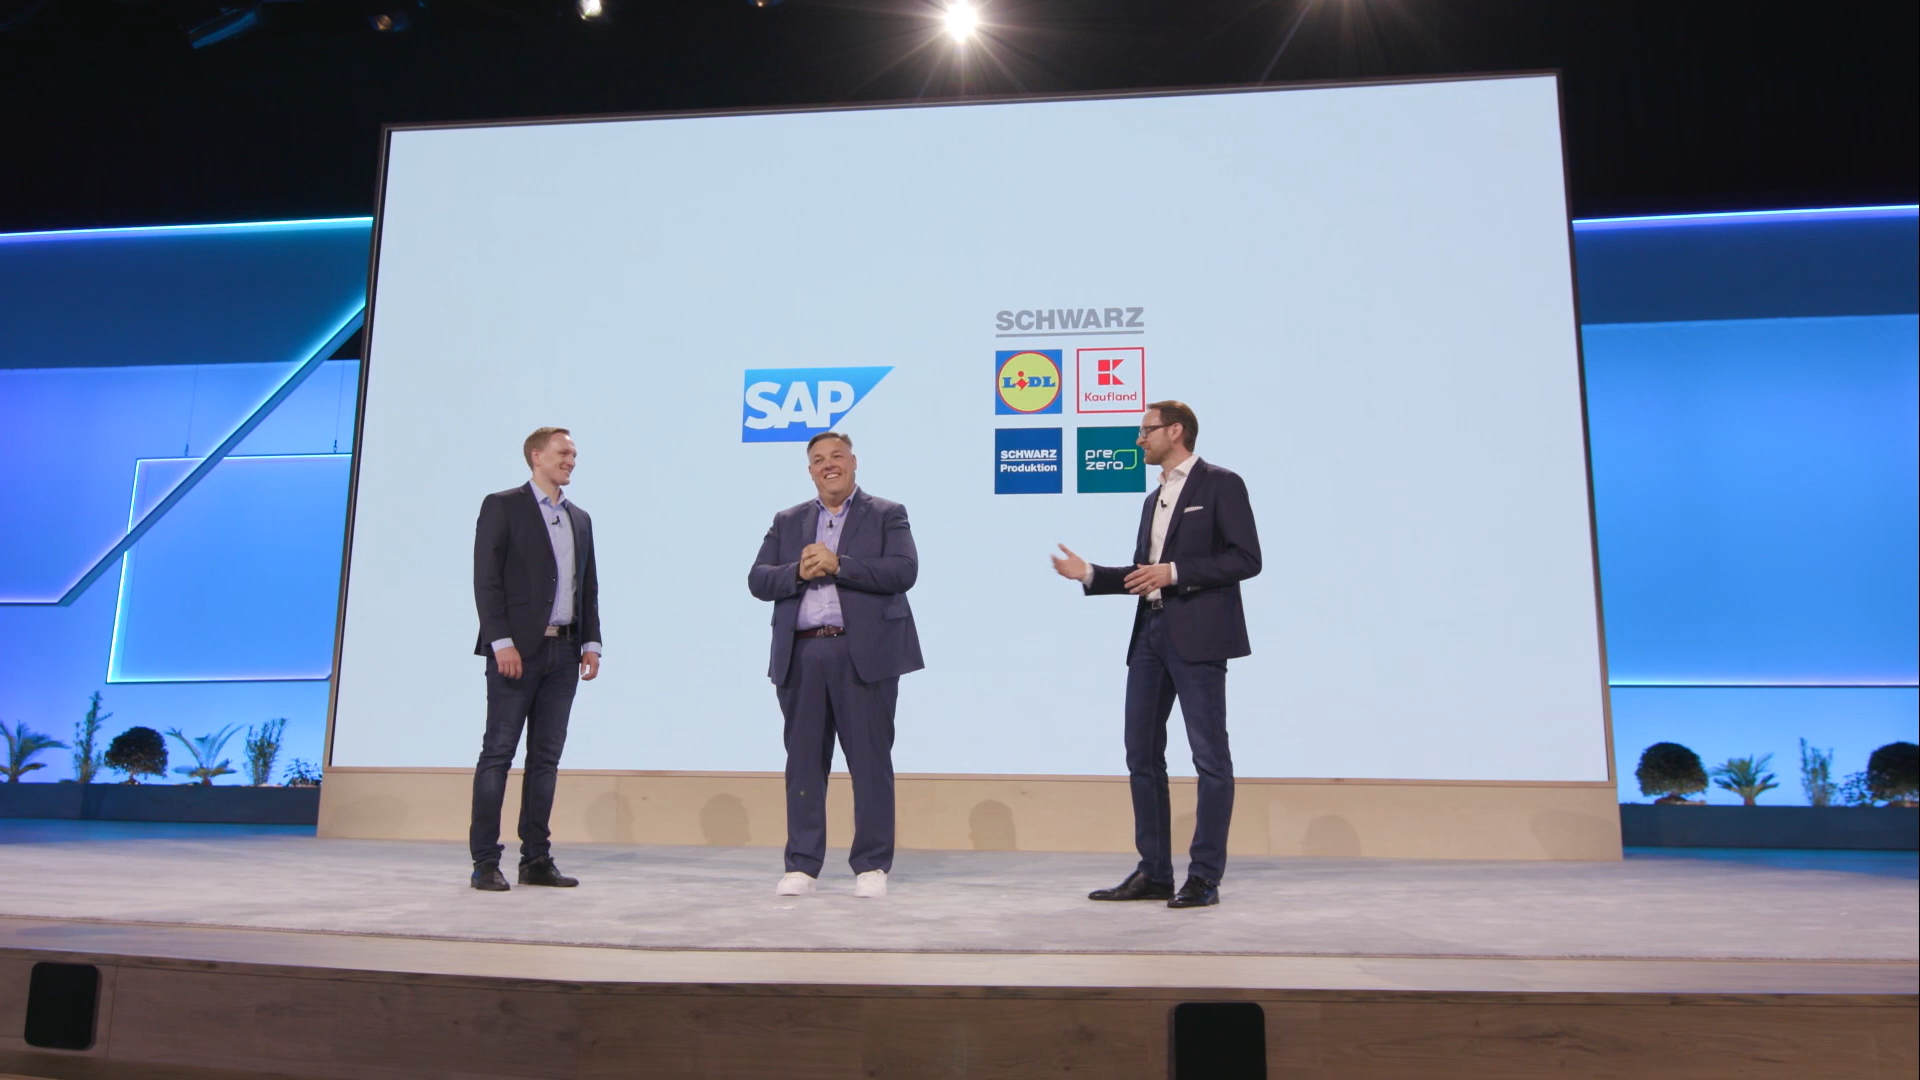 SAP
SCHWARZ
LIDL
K
Kaufland
SCHWARZ
Produktion
pre
zero